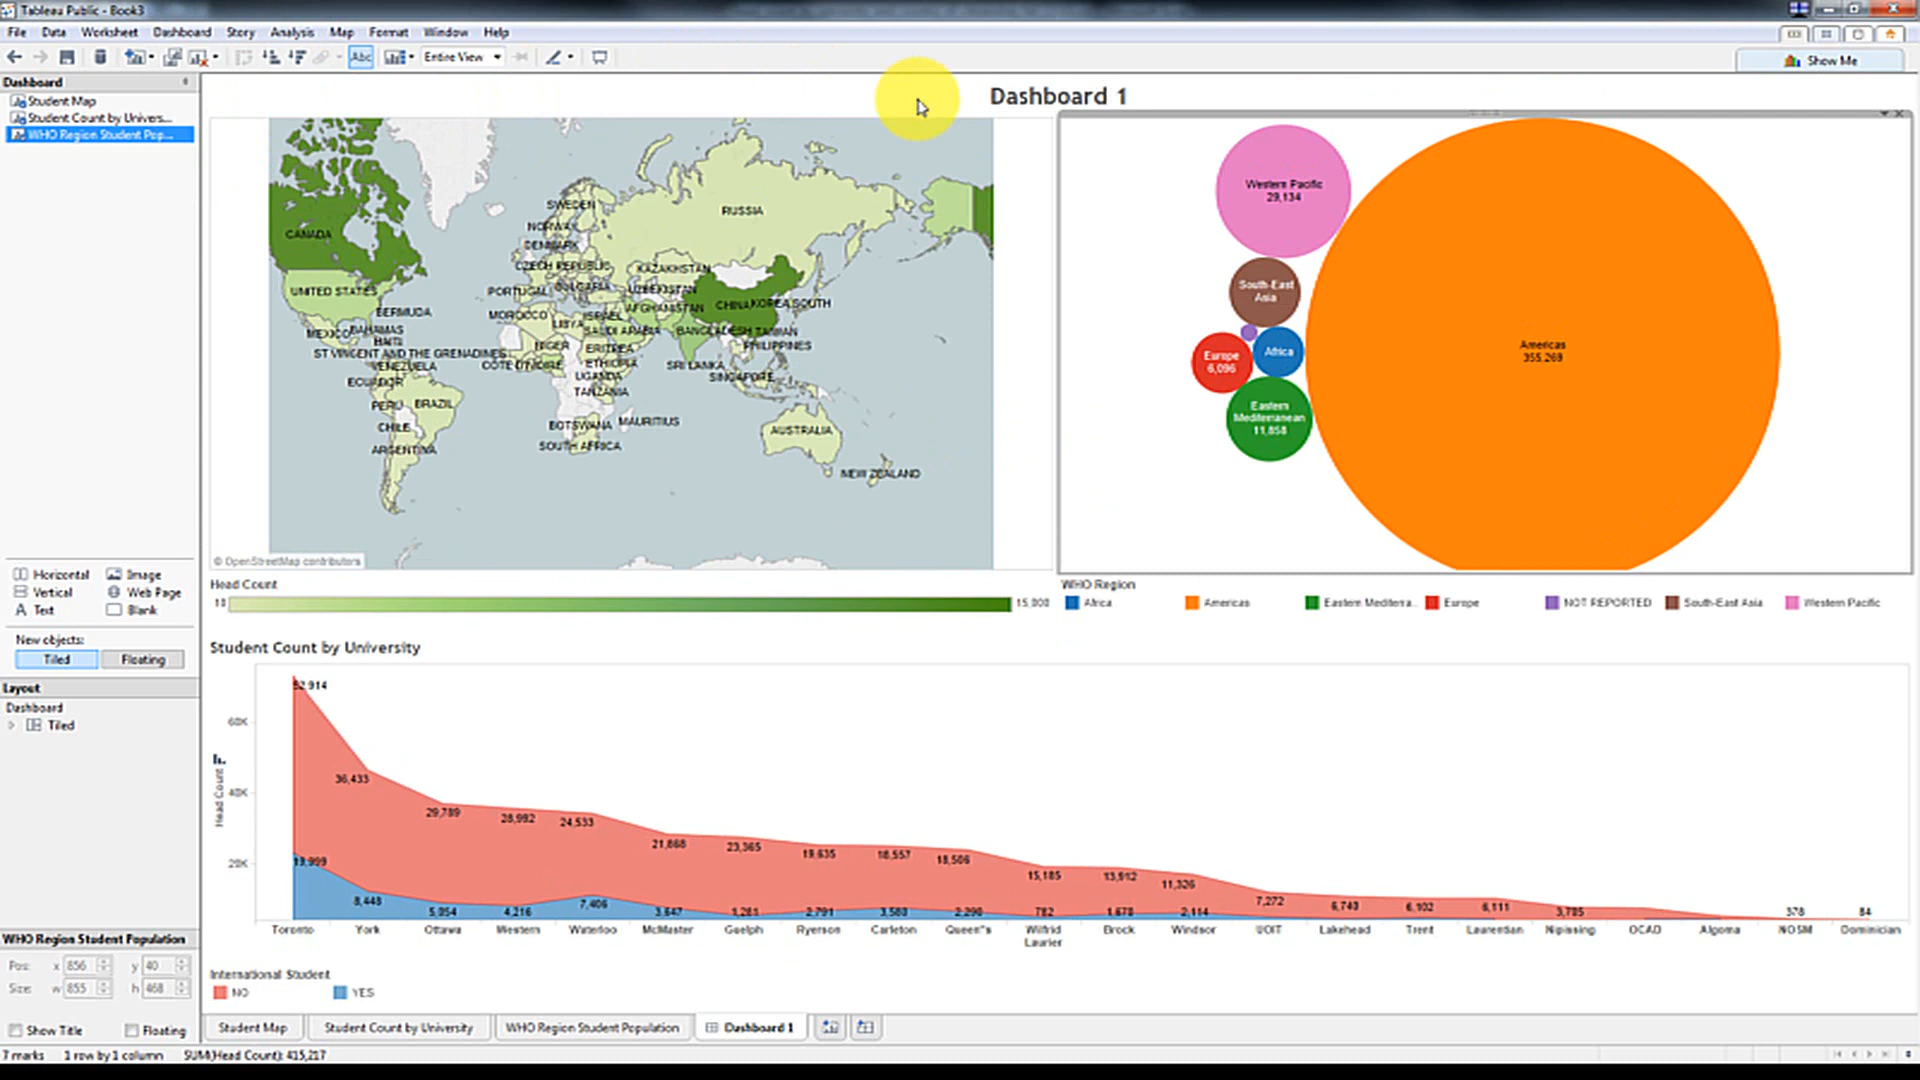 Tableau Public - Book3
File Data Worksheet Dashboard Story Analysis Map Format Window Help
Abc Entire View
Show Me
Dashboard
Student Map
Student Count by Univers...
WHO Region Student Pop...
Horizontal Image
Vertical Web Page
Text Blank
New objects:
Tiled Floating
Layout
Dashboard
Tiled
WHO Region Student Population
Pos: x 856 y 40
Size: w 855 h 468
Show Title Floating
Dashboard 1
CANADA
UNITED STATES
BERMUDA
MEXICO
BAHAMAS
HAITI
ST VINCENT AND THE GRENADINES
VENEZUELA
ECUADOR
PERU
BRAZIL
CHILE
ARGENTINA
SWEDEN
NORWAY
DENMARK
CZECH REPUBLIC
PORTUGAL
BULGARIA
RUSSIA
KAZAKHSTAN
UZBEKISTAN
AFGHANISTAN
CHINA
KOREA, SOUTH
MOROCCO
LIBYA
ISRAEL
SAUDI ARABIA
BANGLADESH
TAIWAN
NIGER
ERITREA
PHILIPPINES
COTE D'IVOIRE
ETHIOPIA
SRI LANKA
UGANDA
SINGAPORE
TANZANIA
BOTSWANA
MAURITIUS
SOUTH AFRICA
AUSTRALIA
NEW ZEALAND
© OpenStreetMap contributors
Western Pacific
29,134
South-East
Asia
Europe
6,096
Africa
Eastern
Mediterranean
11,858
Americas
355,269
Head Count
10 15,000
WHO Region
Africa Americas Eastern Mediterra.. Europe NOT REPORTED South-East Asia Western Pacific
Student Count by University
Head Count
60K
40K
20K
52,914
36,433
29,789
28,992
24,533
21,868
23,365
19,635
18,557
18,506
15,185
13,912
11,326
7,272
6,740
6,102
6,111
3,785
378
84
19,999
8,448
5,054
4,216
7,406
3,647
1,261
2,791
3,580
2,290
782
1,678
2,114
Toronto York Ottawa Western Waterloo McMaster Guelph Ryerson Carleton Queen"s Wilfrid Laurier Brock Windsor UOIT Lakehead Trent Laurentian Nipissing OCAD Algoma NOSM Dominician
International Student
NO YES
Student Map Student Count by University WHO Region Student Population Dashboard 1
7 marks 1 row by 1 column SUM(Head Count): 415,217